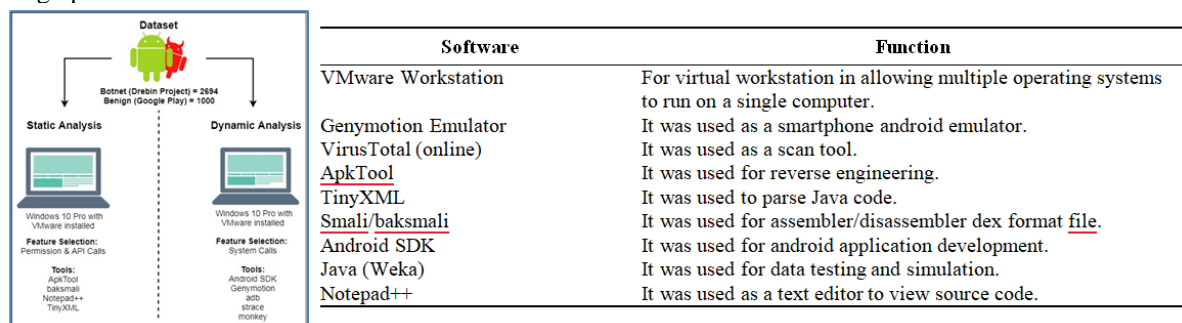 Dataset
Botnet (Drebin Project) = 2694
Benign (Google Play) = 1000
Static Analysis
Windows 10 Pro with
VMware installed
Feature Selection:
Permission & API Calls
Tools:
ApkTool
baksmali
Notepad++
TinyXML
Dynamic Analysis
Windows 10 Pro with
VMware installed
Feature Selection:
System Calls
Tools:
Android SDK
Genymotion
adb
strace
monkey
Software Function
VMware Workstation For virtual workstation in allowing multiple operating systems
to run on a single computer.
Genymotion Emulator It was used as a smartphone android emulator.
VirusTotal (online) It was used as a scan tool.
ApkTool It was used for reverse engineering.
TinyXML It was used to parse Java code.
Smali/baksmali It was used for assembler/disassembler dex format file.
Android SDK It was used for android application development.
Java (Weka) It was used for data testing and simulation.
Notepad++ It was used as a text editor to view source code.